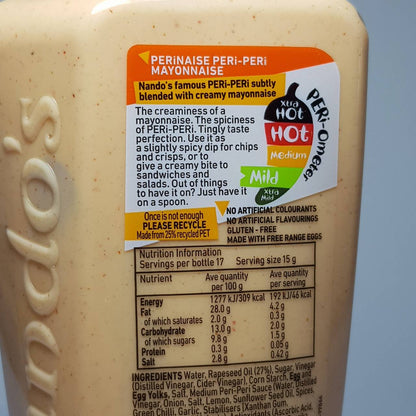 PERiNAISE PERi-PERi
MAYONNAISE
Nando's famous PERi-PERi subtly
blended with creamy mayonnaise
The creaminess of a
mayonnaise. The spiciness
of PERi-PERi. Tingly taste
perfection. Use it as
a slightly spicy dip for chips
and crisps, or to
give a creamy bite to
sandwiches and
salads. Out of things
to have it on? Just have it
on a spoon.
PERi-Ometer
Xtra
HOT
HOT
Medium
Mild
Xtra
Mild
Once is not enough
PLEASE RECYCLE
Made from 25% recycled PET
NO ARTIFICIAL COLOURANTS
NO ARTIFICIAL FLAVOURINGS
GLUTEN - FREE
MADE WITH FREE RANGE EGGS
Nutrition Information
Servings per bottle 17 Serving size 15 g
Nutrient Ave quantity per 100 g Ave quantity per serving
Energy 1277 kJ/309 kcal 192 kJ/46 kcal
Fat 28.0 g 4.2 g
of which saturates 2.0 g 0.3 g
Carbohydrate 13.0 g 2.0 g
of which sugars 9.8 g 1.5 g
Protein 0.3 g 0.05 g
Salt 2.8 g 0.42 g
INGREDIENTS Water, Rapeseed Oil (27%), Sugar,
(Distilled Vinegar, Cider Vinegar), Corn Starch, Egg and
Egg Yolks, Salt, Medium Peri-Peri Sauce (Water, Distilled
Vinegar, Onion, Salt, Lemon, Sunflower Seed Oil, Spices,
Green Chilli, Garlic, Stabilisers (Xanthan Gum,
Antioxidants (Ascorbic
nando's